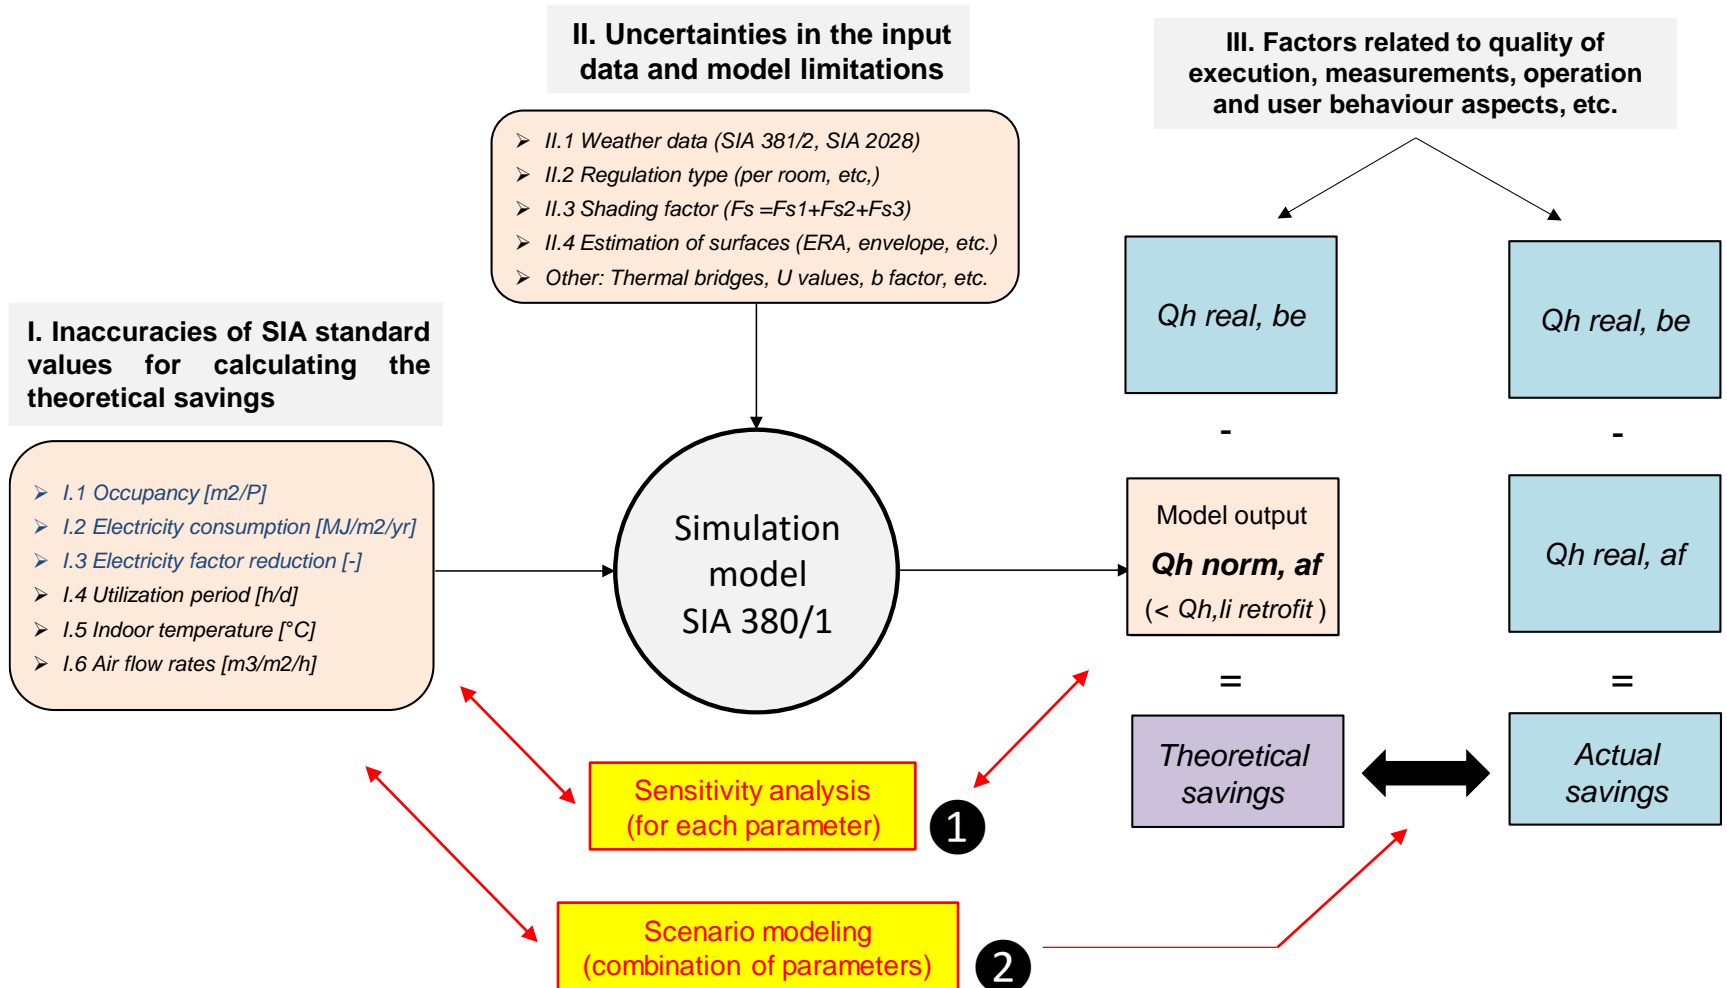 II. Uncertainties in the input
data and model limitations
III. Factors related to quality of
execution, measurements, operation
and user behaviour aspects, etc.
II.1 Weather data (SIA 381/2, SIA 2028)
II.2 Regulation type (per room, etc,)
II.3 Shading factor (Fs =Fs1+Fs2+Fs3)
II.4 Estimation of surfaces (ERA, envelope, etc.)
Other: Thermal bridges, U values, b factor, etc.
I. Inaccuracies of SIA standard
values for calculating the
theoretical savings
I.1 Occupancy [m2/P]
I.2 Electricity consumption [MJ/m2/yr]
I.3 Electricity factor reduction [-]
I.4 Utilization period [h/d]
I.5 Indoor temperature [°C]
I.6 Air flow rates [m3/m2/h]
Simulation
model
SIA 380/1
Qh real, be
-
Model output
Qh norm, af
(< Qh,li retrofit )
=
Theoretical
savings
Qh real, be
-
Qh real, af
=
Actual
savings
Sensitivity analysis
(for each parameter)
1
Scenario modeling
(combination of parameters)
2